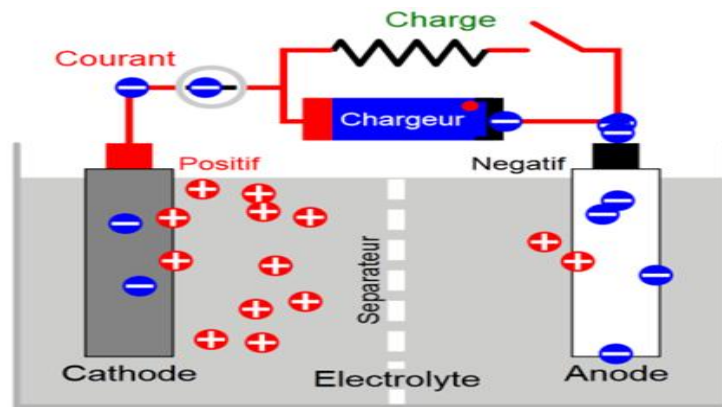 Charge
Courant
Chargeur
Positif
Negatif
Separateur
Cathode
Electrolyte
Anode